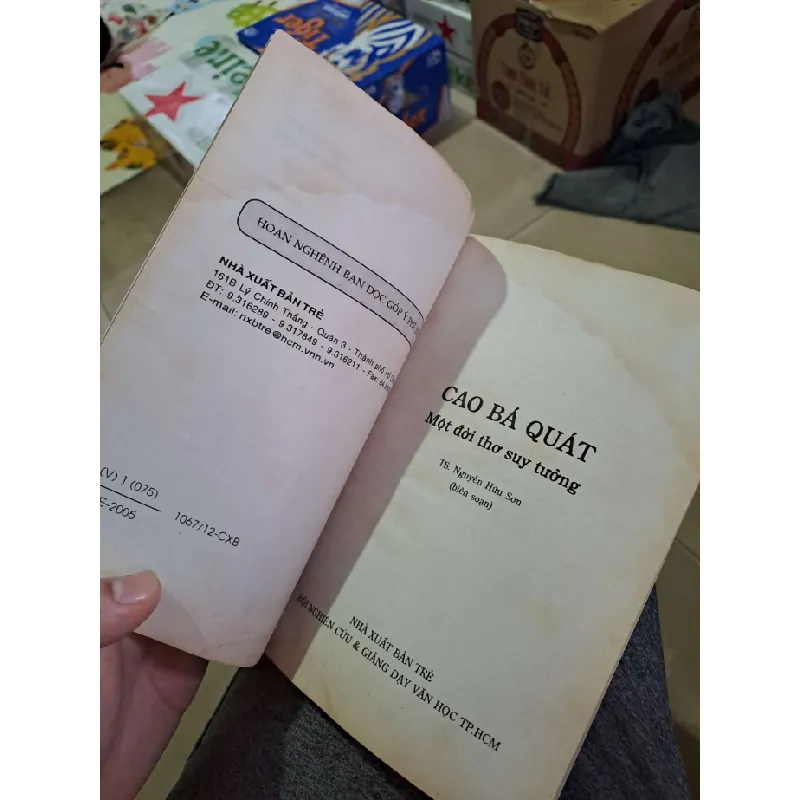 HOAN NGHÊNH BẠN ĐỌC GÓP Ý
NHÀ XUẤT BẢN TRẺ
161B Lý Chính Thắng - Quận 3 - Thành phố
ĐT: 9.316289 - 9.317849 - 9.316211 - Fax:
E-mail: nxbtre@hcm.vnn.vn
(V) 1 (075)
E-2005
1067/12-CXB
CAO BÁ QUÁT
Một đời thơ suy tưởng
TS. Nguyễn Hữu Sơn
(biên soạn)
NHÀ XUẤT BẢN TRẺ
HỘI NGHIÊN CỨU & GIẢNG DẠY VĂN HỌC TP.HCM
Tiger